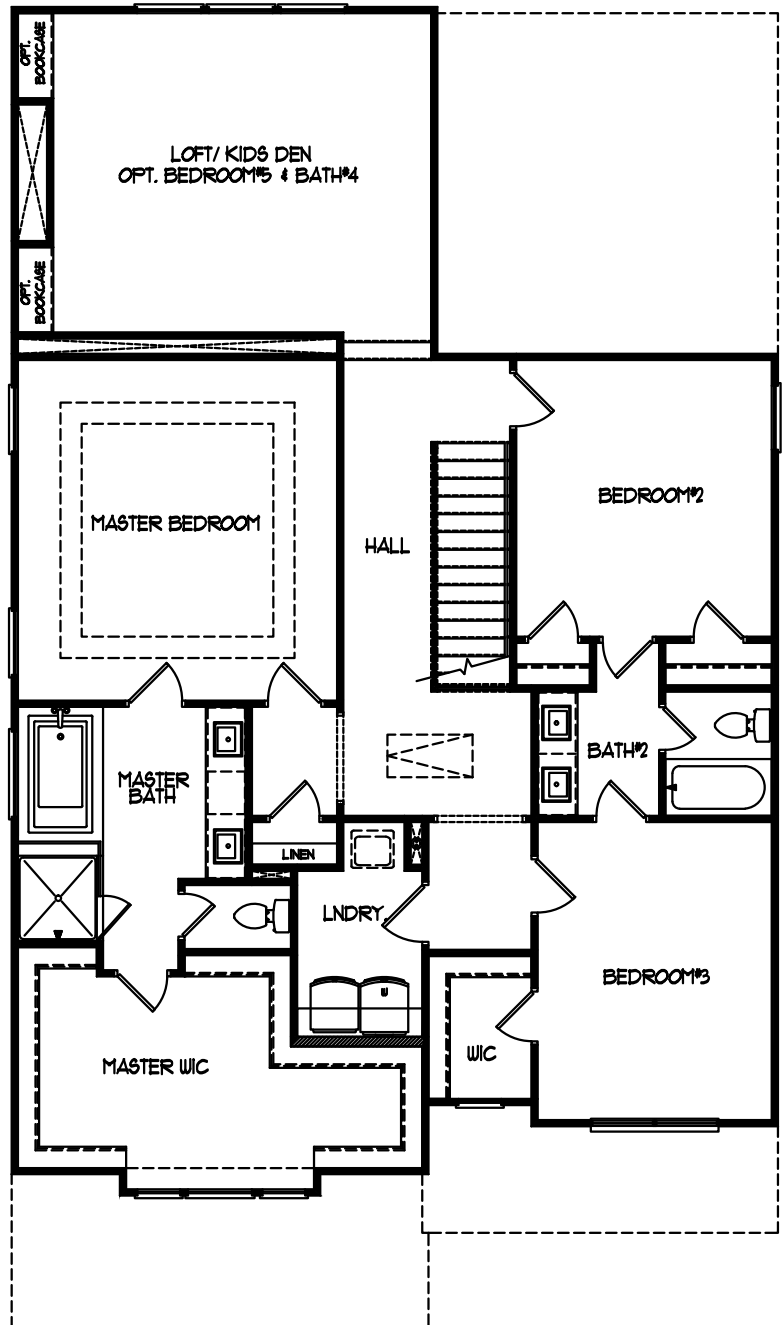 OPT.
BOOKCASE
LOFT/ KIDS DEN
OPT. BEDROOM#5 & BATH#4
OPT.
BOOKCASE
BEDROOM#2
MASTER BEDROOM
HALL
BATH#2
MASTER
BATH
LINEN
LNDRY.
BEDROOM#3
WIC
MASTER WIC